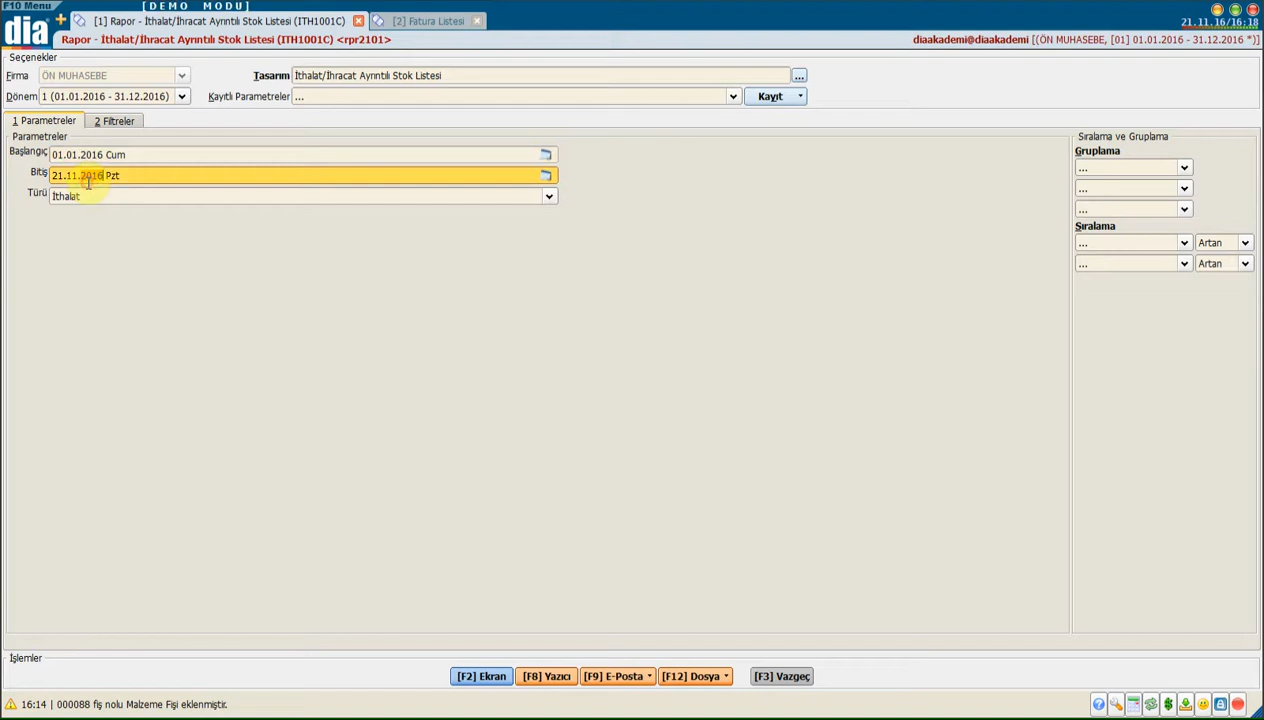 F10 Menu
[ D E M O   M O D U ]
dia
[1] Rapor - İthalat/İhracat Ayrıntılı Stok Listesi (ITH1001C)
[2] Fatura Listesi
21.11.16/16:18
Rapor - İthalat/İhracat Ayrıntılı Stok Listesi (ITH1001C) <rpr2101>
diaakademi@diaakademi [(ÖN MUHASEBE, [01] 01.01.2016 - 31.12.2016 *)]
Seçenekler
Firma ÖN MUHASEBE
Tasarım İthalat/İhracat Ayrıntılı Stok Listesi ...
Dönem 1 (01.01.2016 - 31.12.2016)
Kayıtlı Parametreler ... Kayıt
1 Parametreler
2 Filtreler
Parametreler
Başlangıç 01.01.2016 Cum
Bitiş 21.11.2016 Pzt
Türü İthalat
Sıralama ve Gruplama
Gruplama
...
...
...
Sıralama
... Artan
... Artan
İşlemler
[F2] Ekran [F8] Yazıcı [F9] E-Posta [F12] Dosya [F3] Vazgeç
16:14 | 000088 fiş nolu Malzeme Fişi eklenmiştir.